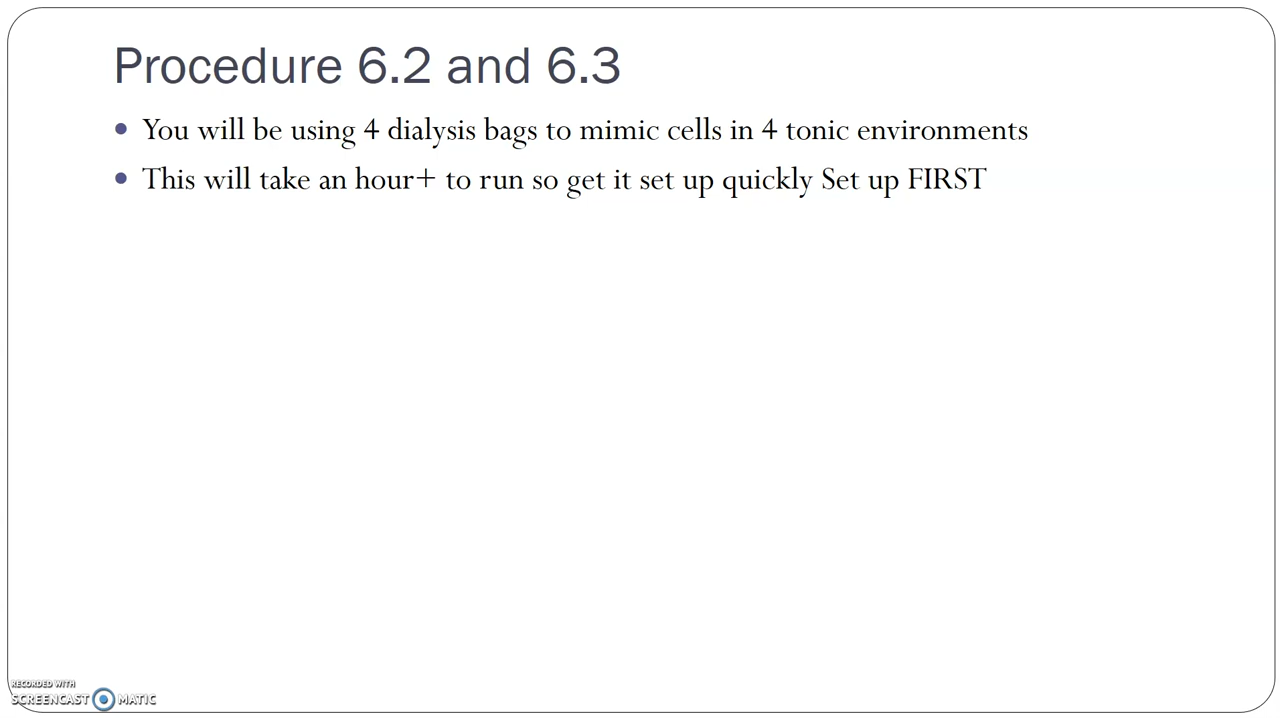 Procedure 6.2 and 6.3
• You will be using 4 dialysis bags to mimic cells in 4 tonic environments
• This will take an hour+ to run so get it set up quickly Set up FIRST
RECORDED WITH
SCREENCAST MATIC